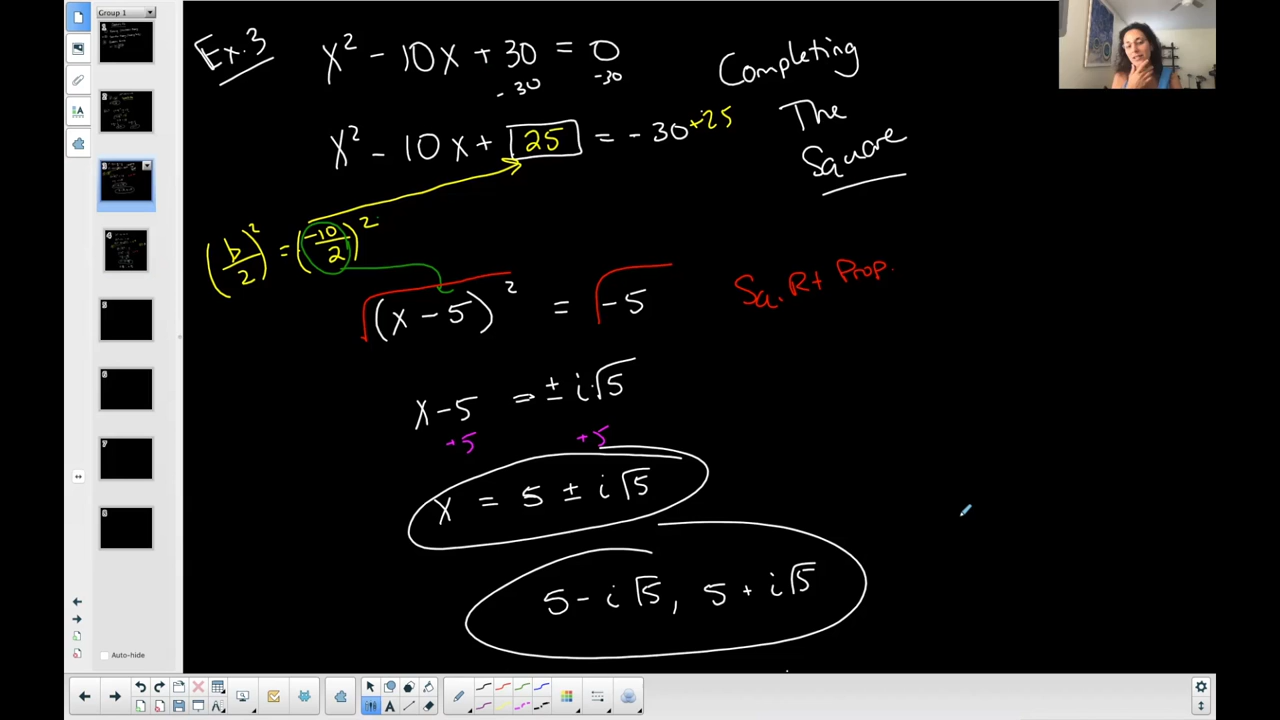 Group 1
Ex.3 x² - 10x + 30 = 0
- 30 -30
Completing
The
Square
x² - 10x + 25 = - 30 +25
(b/2)² = (-10/2)²
√(x - 5)² = √-5 Sq. Rt Prop.
x - 5 = ± i√5
+5 +5
x = 5 ± i√5
5 - i√5, 5 + i√5
Auto-hide